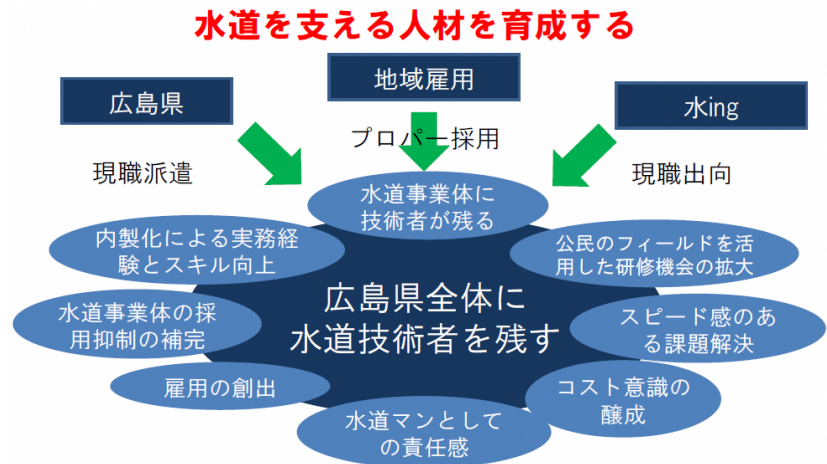 水道を支える人材を育成する
広島県
地域雇用
水ing
プロパー採用
現職派遣
現職出向
水道事業体に
技術者が残る
内製化による実務経
験とスキル向上
公民のフィールドを活
用した研修機会の拡大
広島県全体に
水道技術者を残す
水道事業体の採
用抑制の補完
スピード感のあ
る課題解決
雇用の創出
コスト意識の
醸成
水道マンとして
の責任感